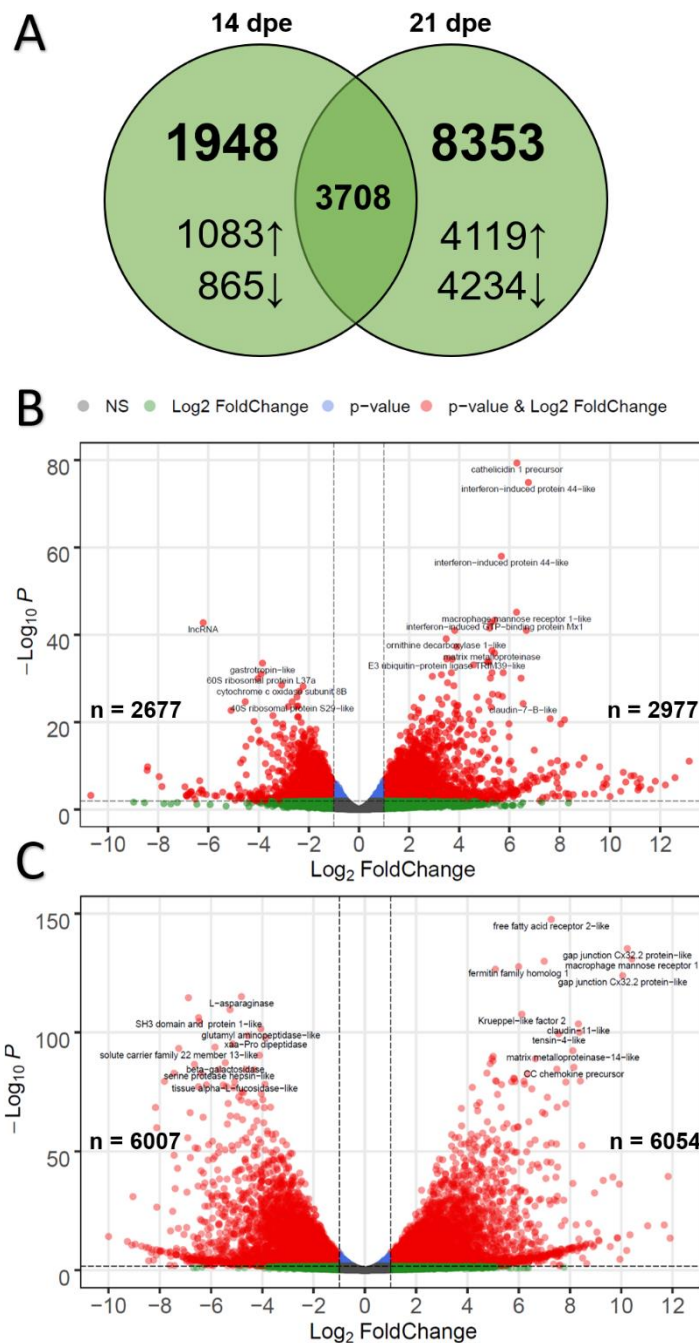 A
14 dpe 21 dpe
1948 8353
3708
1083↑ 4119↑
865↓ 4234↓
B
NS Log2 FoldChange p−value p−value & Log2 FoldChange
80
cathelicidin 1 precursor
interferon−induced protein 44−like
60
interferon−induced protein 44−like
macrophage mannose receptor 1−like
interferon−induced GTP−binding protein Mx1
lncRNA
40
ornithine decarboxylase 1−like
matrix metalloproteinase
E3 ubiquitin−protein ligase TRIM39−like
gastrotropin−like
60S ribosomal protein L37a
cytochrome c oxidase subunit 8B
40S ribosomal protein S29−like
claudin−7−B−like
n = 2677 n = 2977
20
0
−Log10 P
−10 −8 −6 −4 −2 0 2 4 6 8 10 12
Log2 FoldChange
C
150
free fatty acid receptor 2−like
gap junction Cx32.2 protein−like
macrophage mannose receptor 1
fermitin family homolog 1
gap junction Cx32.2 protein−like
L−asparaginase
Krueppel−like factor 2
SH3 domain and protein 1−like
claudin−11−like
100
glutamyl aminopeptidase−like
tensin−4−like
xaa−Pro dipeptidase
solute carrier family 22 member 13−like
matrix metalloproteinase−14−like
beta−galactosidase
serine protease hepsin−like
CC chemokine precursor
tissue alpha−L−fucosidase−like
n = 6007 n = 6054
50
0
−Log10 P
−10 −8 −6 −4 −2 0 2 4 6 8 10 12
Log2 FoldChange